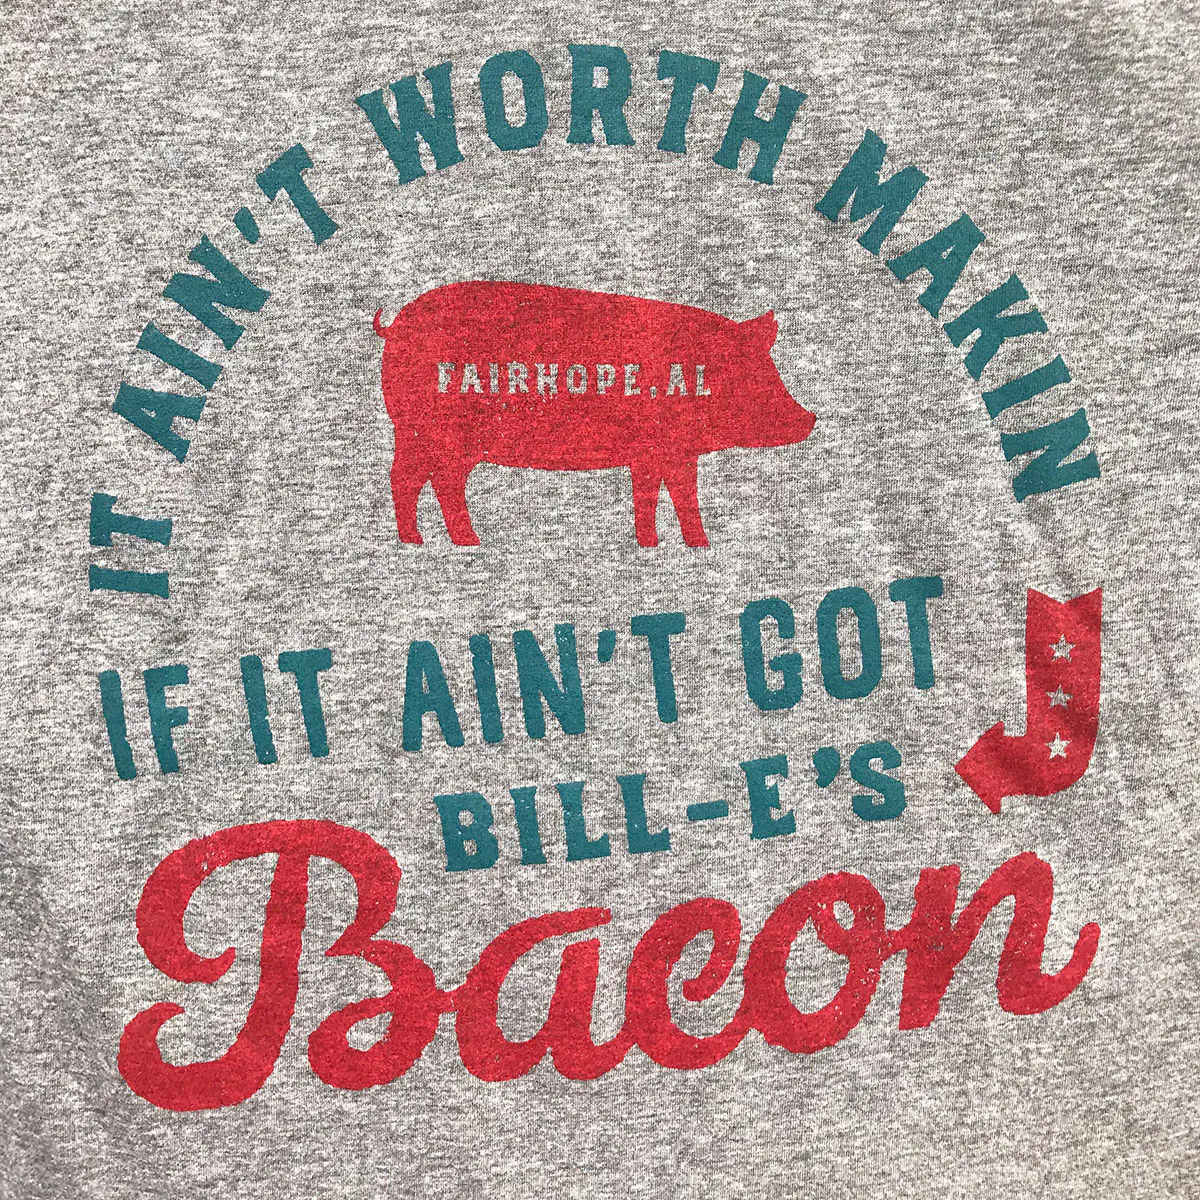 IT AIN'T WORTH MAKIN
FAIRHOPE, AL
IF IT AIN'T GOT
BILL-E'S
Bacon